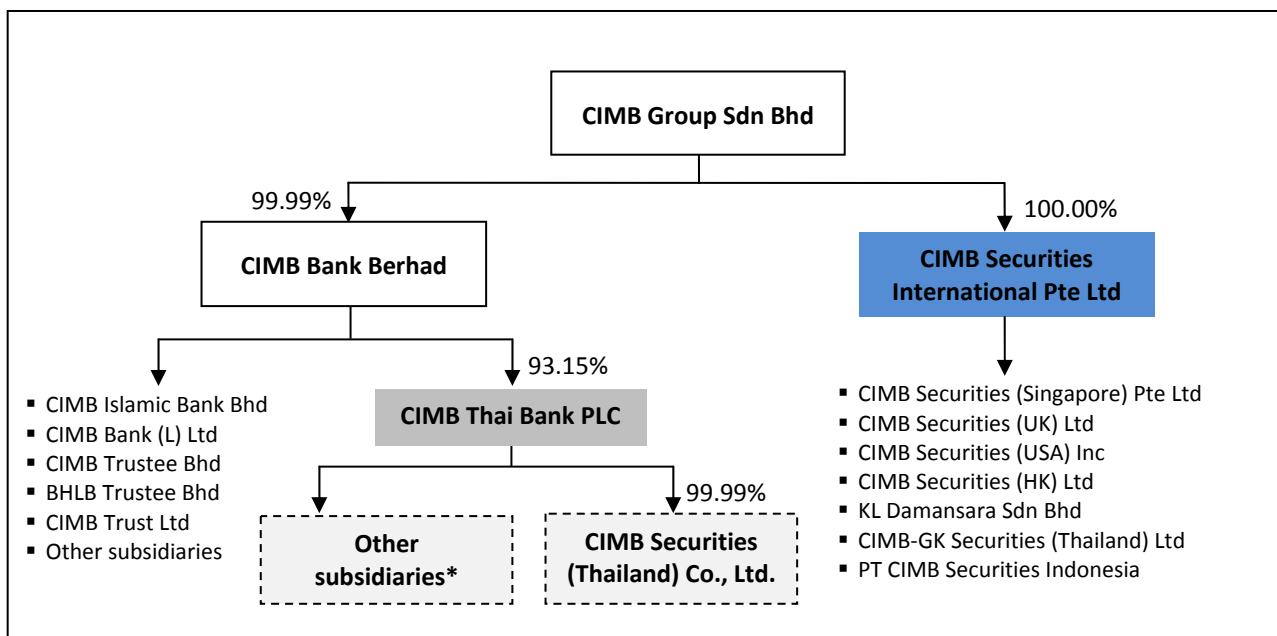 CIMB Group Sdn Bhd
99.99%
100.00%
CIMB Bank Berhad
CIMB Securities
International Pte Ltd
93.15%
▪ CIMB Islamic Bank Bhd
▪ CIMB Bank (L) Ltd
▪ CIMB Trustee Bhd
▪ BHLB Trustee Bhd
▪ CIMB Trust Ltd
▪ Other subsidiaries
CIMB Thai Bank PLC
▪ CIMB Securities (Singapore) Pte Ltd
▪ CIMB Securities (UK) Ltd
▪ CIMB Securities (USA) Inc
▪ CIMB Securities (HK) Ltd
▪ KL Damansara Sdn Bhd
▪ CIMB-GK Securities (Thailand) Ltd
▪ PT CIMB Securities Indonesia
99.99%
Other
subsidiaries*
CIMB Securities
(Thailand) Co., Ltd.